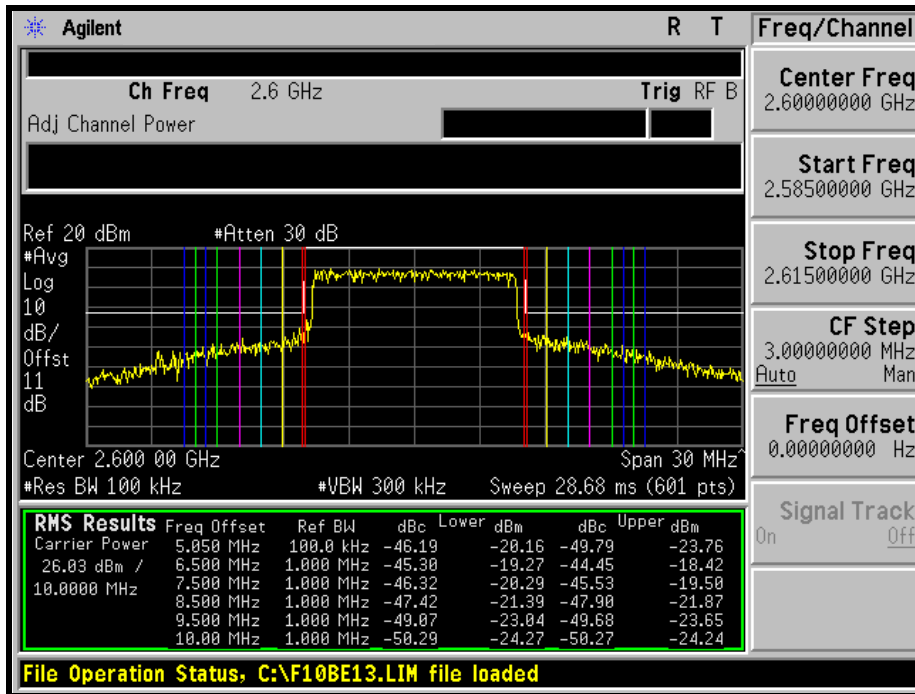 Agilent R T Freq/Channel
Ch Freq 2.6 GHz Trig RF B
Adj Channel Power
Center Freq
2.60000000 GHz
Start Freq
2.58500000 GHz
Stop Freq
2.61500000 GHz
CF Step
3.00000000 MHz
Auto Man
Freq Offset
0.00000000 Hz
Signal Track
On Off
Ref 20 dBm #Atten 30 dB
#Avg
Log
10
dB/
Offst
11
dB
Center 2.600 00 GHz Span 30 MHz^
#Res BW 100 kHz #VBW 300 kHz Sweep 28.68 ms (601 pts)
RMS Results Freq Offset Ref BW dBc Lower dBm dBc Upper dBm
Carrier Power 5.050 MHz 100.0 kHz -46.19 -20.16 -49.79 -23.76
26.03 dBm / 6.500 MHz 1.000 MHz -45.30 -19.27 -44.45 -18.42
10.0000 MHz 7.500 MHz 1.000 MHz -46.32 -20.29 -45.53 -19.50
8.500 MHz 1.000 MHz -47.42 -21.39 -47.90 -21.87
9.500 MHz 1.000 MHz -49.07 -23.04 -49.68 -23.65
10.00 MHz 1.000 MHz -50.29 -24.27 -50.27 -24.24
File Operation Status, C:\F10BE13.LIM file loaded